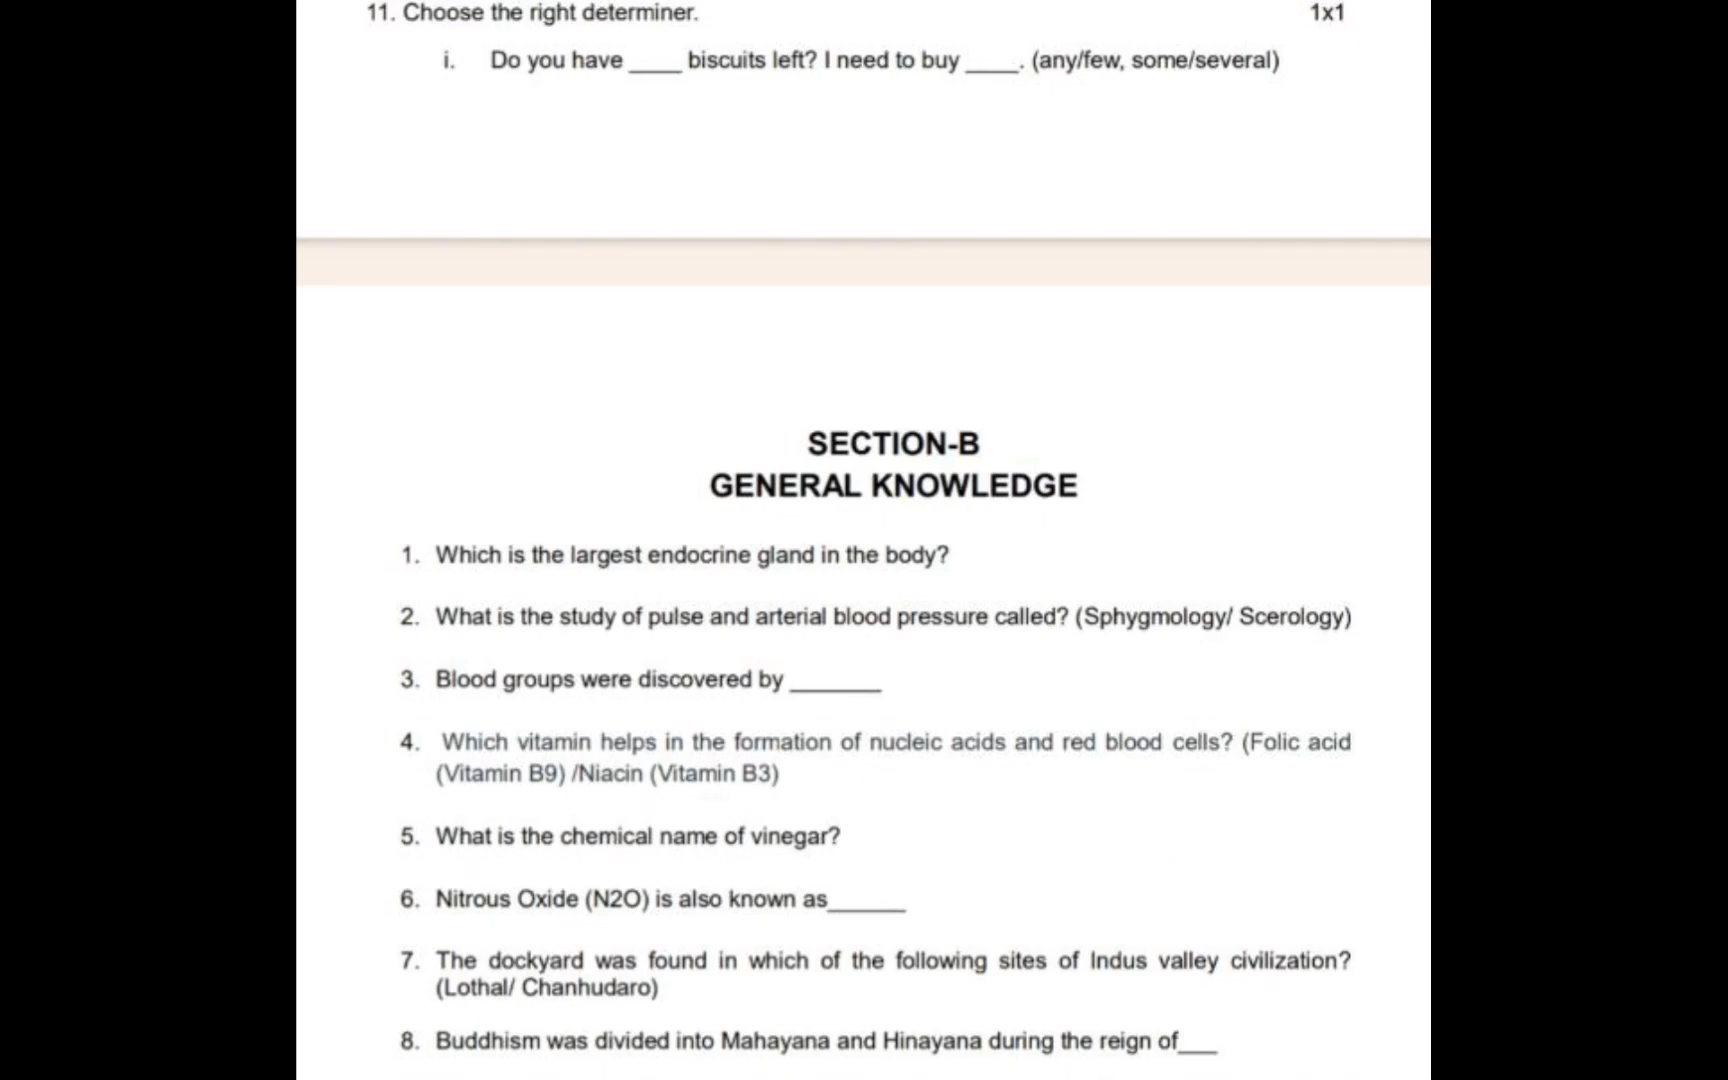 11. Choose the right determiner. 1x1
i. Do you have ____ biscuits left? I need to buy ____. (any/few, some/several)
SECTION-B
GENERAL KNOWLEDGE
1. Which is the largest endocrine gland in the body?
2. What is the study of pulse and arterial blood pressure called? (Sphygmology/ Scerology)
3. Blood groups were discovered by _______
4. Which vitamin helps in the formation of nucleic acids and red blood cells? (Folic acid
(Vitamin B9) /Niacin (Vitamin B3)
5. What is the chemical name of vinegar?
6. Nitrous Oxide (N2O) is also known as______
7. The dockyard was found in which of the following sites of Indus valley civilization?
(Lothal/ Chanhudaro)
8. Buddhism was divided into Mahayana and Hinayana during the reign of___